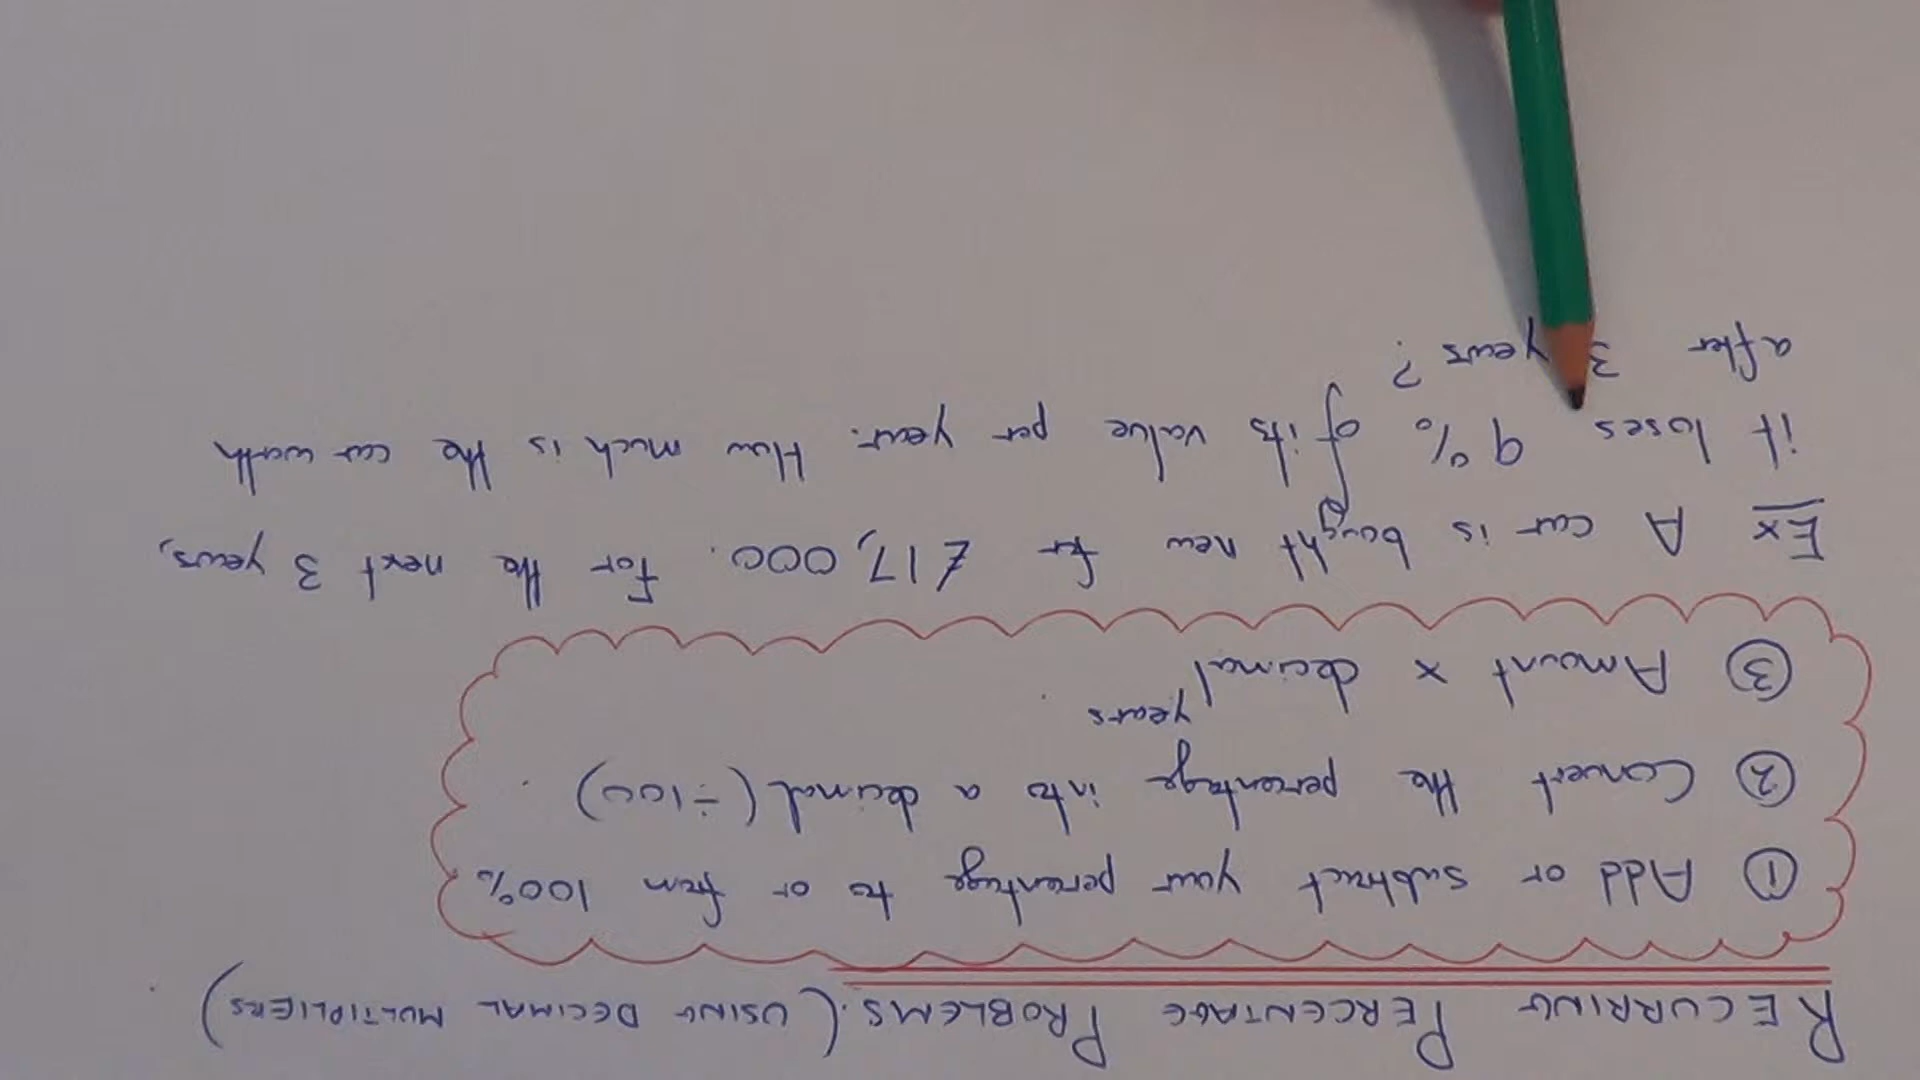 RECURRING PERCENTAGE PROBLEMS. (USING DECIMAL MULTIPLIERS)
① Add or subtract your percentage to or from 100%
② Convert the percentage into a decimal (÷100)
③ Amount × decimal years
Ex A car is bought new for £17,000. For the next 3 years,
it loses 9% of its value per year. How much is the car worth
after 3 years?